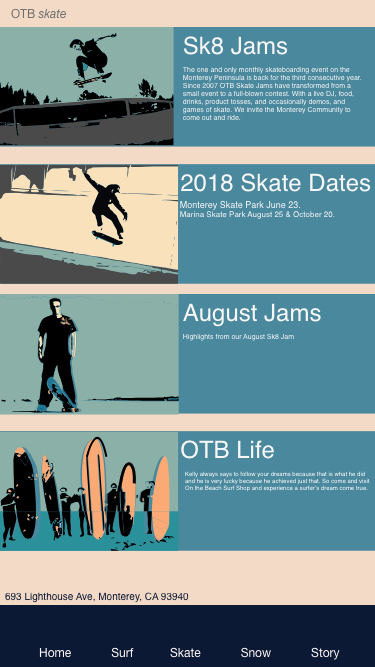 OTB skate
Sk8 Jams
The one and only monthly skateboarding event on the
Monterey Peninsula is back for the third consecutive year.
Since 2007 OTB Skate Jams have transformed from a
small event to a full-blown contest. With a live DJ, food,
drinks, product tosses, and occasionally demos, and
games of skate. We invite the Monterey Community to
come out and ride.
2018 Skate Dates
Monterey Skate Park June 23.
Marina Skate Park August 25 & October 20.
August Jams
Highlights from our August Sk8 Jam
OTB Life
Kelly always says to follow your dreams because that is what he did
and he is very lucky because he achieved just that. So come and visit
On the Beach Surf Shop and experience a surfer's dream come true.
693 Lighthouse Ave, Monterey, CA 93940
Home Surf Skate Snow Story